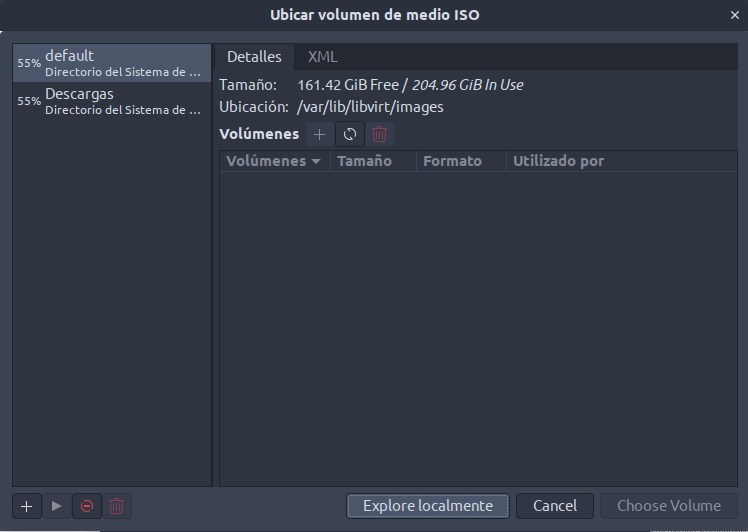 Ubicar volumen de medio ISO
55% default
Directorio del Sistema de ...
55% Descargas
Directorio del Sistema de ...
Detalles XML
Tamaño: 161.42 GiB Free / 204.96 GiB In Use
Ubicación: /var/lib/libvirt/images
Volúmenes
Volúmenes Tamaño Formato Utilizado por
Explore localmente Cancel Choose Volume